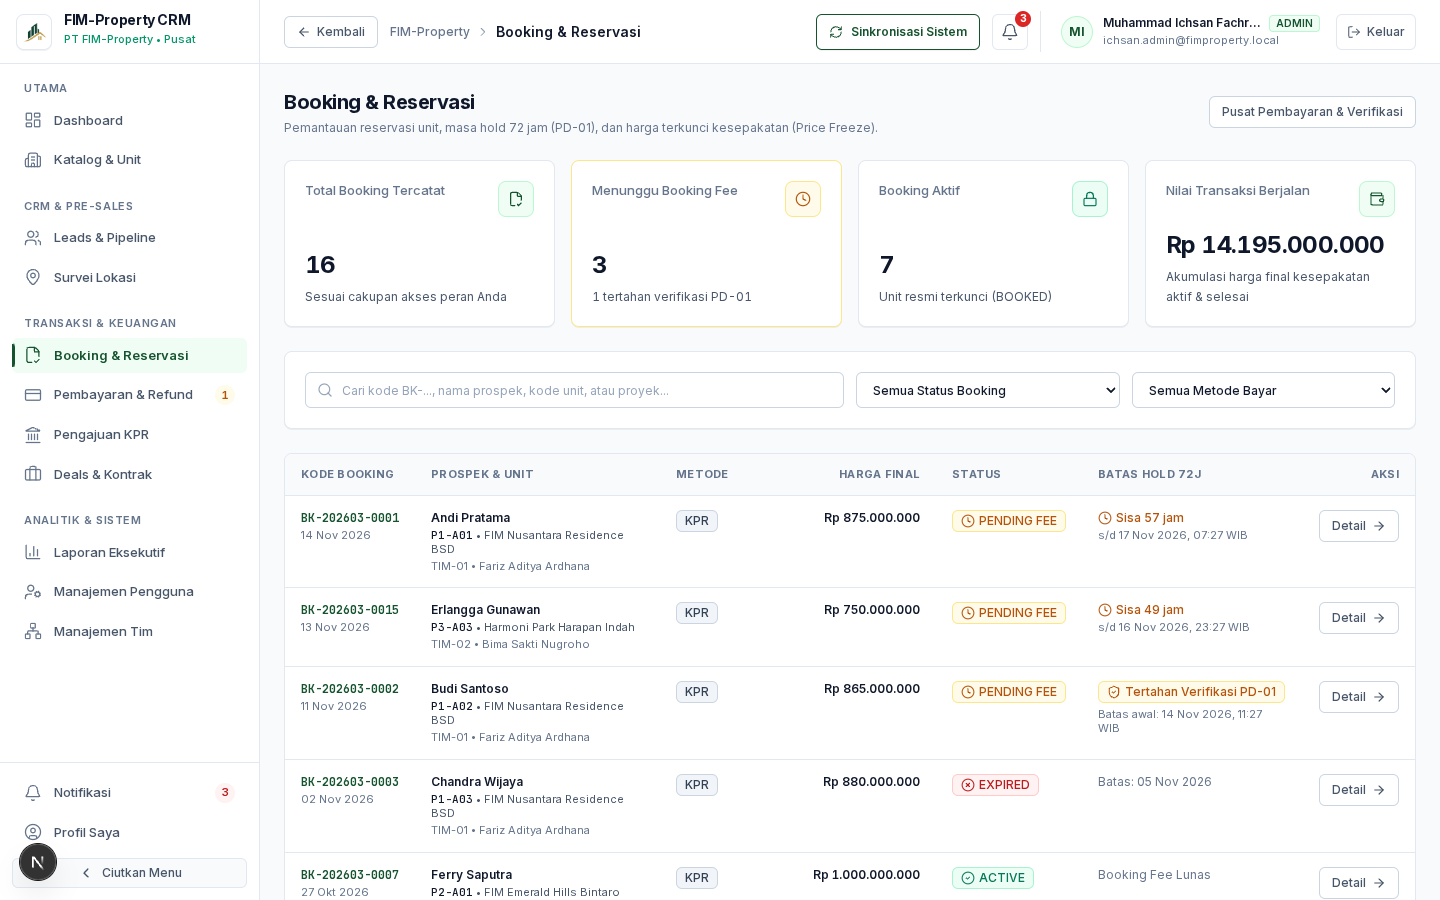 FIM-Property CRM
PT FIM-Property • Pusat
Kembali
FIM-Property
Booking & Reservasi
Sinkronisasi Sistem
3
MI
Muhammad Ichsan Fachr...
ADMIN
ichsan.admin@fimproperty.local
Keluar
UTAMA
Dashboard
Katalog & Unit
CRM & PRE-SALES
Leads & Pipeline
Survei Lokasi
TRANSAKSI & KEUANGAN
Booking & Reservasi
Pembayaran & Refund
1
Pengajuan KPR
Deals & Kontrak
ANALITIK & SISTEM
Laporan Eksekutif
Manajemen Pengguna
Manajemen Tim
Notifikasi
3
Profil Saya
N
Ciutkan Menu
Booking & Reservasi
Pemantauan reservasi unit, masa hold 72 jam (PD-01), dan harga terkunci kesepakatan (Price Freeze).
Pusat Pembayaran & Verifikasi
Total Booking Tercatat
16
Sesuai cakupan akses peran Anda
Menunggu Booking Fee
3
1 tertahan verifikasi PD-01
Booking Aktif
7
Unit resmi terkunci (BOOKED)
Nilai Transaksi Berjalan
Rp 14.195.000.000
Akumulasi harga final kesepakatan
aktif & selesai
Cari kode BK-..., nama prospek, kode unit, atau proyek...
Semua Status Booking
Semua Metode Bayar
KODE BOOKING
PROSPEK & UNIT
METODE
HARGA FINAL
STATUS
BATAS HOLD 72J
AKSI
BK-202603-0001
14 Nov 2026
Andi Pratama
P1-A01 • FIM Nusantara Residence
BSD
TIM-01 • Fariz Aditya Ardhana
KPR
Rp 875.000.000
PENDING FEE
Sisa 57 jam
s/d 17 Nov 2026, 07:27 WIB
Detail
BK-202603-0015
13 Nov 2026
Erlangga Gunawan
P3-A03 • Harmoni Park Harapan Indah
TIM-02 • Bima Sakti Nugroho
KPR
Rp 750.000.000
PENDING FEE
Sisa 49 jam
s/d 16 Nov 2026, 23:27 WIB
Detail
BK-202603-0002
11 Nov 2026
Budi Santoso
P1-A02 • FIM Nusantara Residence
BSD
TIM-01 • Fariz Aditya Ardhana
KPR
Rp 865.000.000
PENDING FEE
Tertahan Verifikasi PD-01
Batas awal: 14 Nov 2026, 11:27
WIB
Detail
BK-202603-0003
02 Nov 2026
Chandra Wijaya
P1-A03 • FIM Nusantara Residence
BSD
TIM-01 • Fariz Aditya Ardhana
KPR
Rp 880.000.000
EXPIRED
Batas: 05 Nov 2026
Detail
BK-202603-0007
27 Okt 2026
Ferry Saputra
P2-A01 • FIM Emerald Hills Bintaro
KPR
Rp 1.000.000.000
ACTIVE
Booking Fee Lunas
Detail